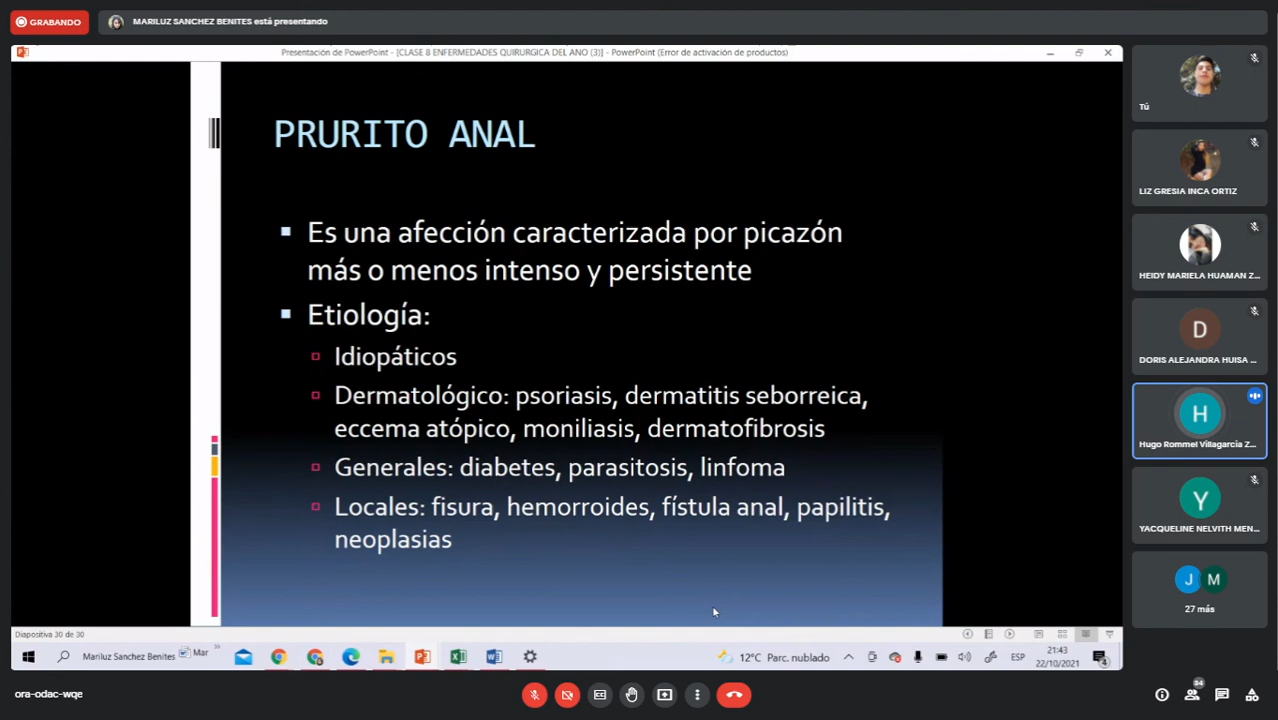 GRABANDO
MARILUZ SANCHEZ BENITES está presentando
Presentación de PowerPoint - [CLASE 8 ENFERMEDADES QUIRURGICA DEL ANO (3)] - PowerPoint (Error de activación de productos)
PRURITO ANAL
Es una afección caracterizada por picazón
más o menos intenso y persistente
Etiología:
Idiopáticos
Dermatológico: psoriasis, dermatitis seborreica,
eccema atópico, moniliasis, dermatofibrosis
Generales: diabetes, parasitosis, linfoma
Locales: fisura, hemorroides, fístula anal, papilitis,
neoplasias
Diapositiva 30 de 30
Mariluz Sanchez Benites
Mar
12°C Parc. nublado
ESP
21:43
22/10/2021
4
Tú
LIZ GRESIA INCA ORTIZ
HEIDY MARIELA HUAMAN Z...
D
DORIS ALEJANDRA HUISA ...
H
Hugo Rommel Villagarcia Z...
Y
YACQUELINE NELVITH MEN...
J M
27 más
ora-odac-wqe
34